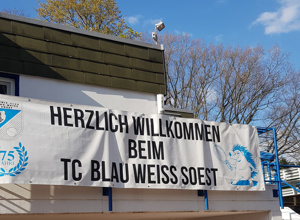 HERZLICH WILLKOMMEN
BEIM
TC BLAU WEISS SOEST
75